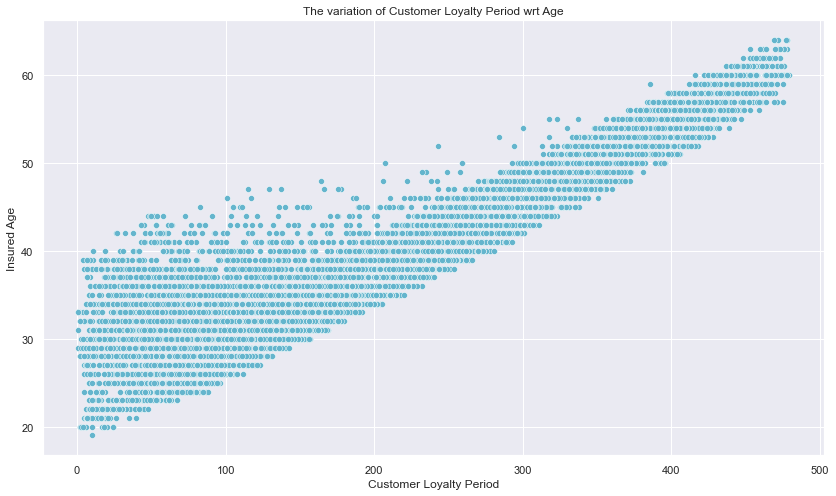 The variation of Customer Loyalty Period wrt Age
Insured Age
60
50
40
30
20
0 100 200 300 400 500
Customer Loyalty Period